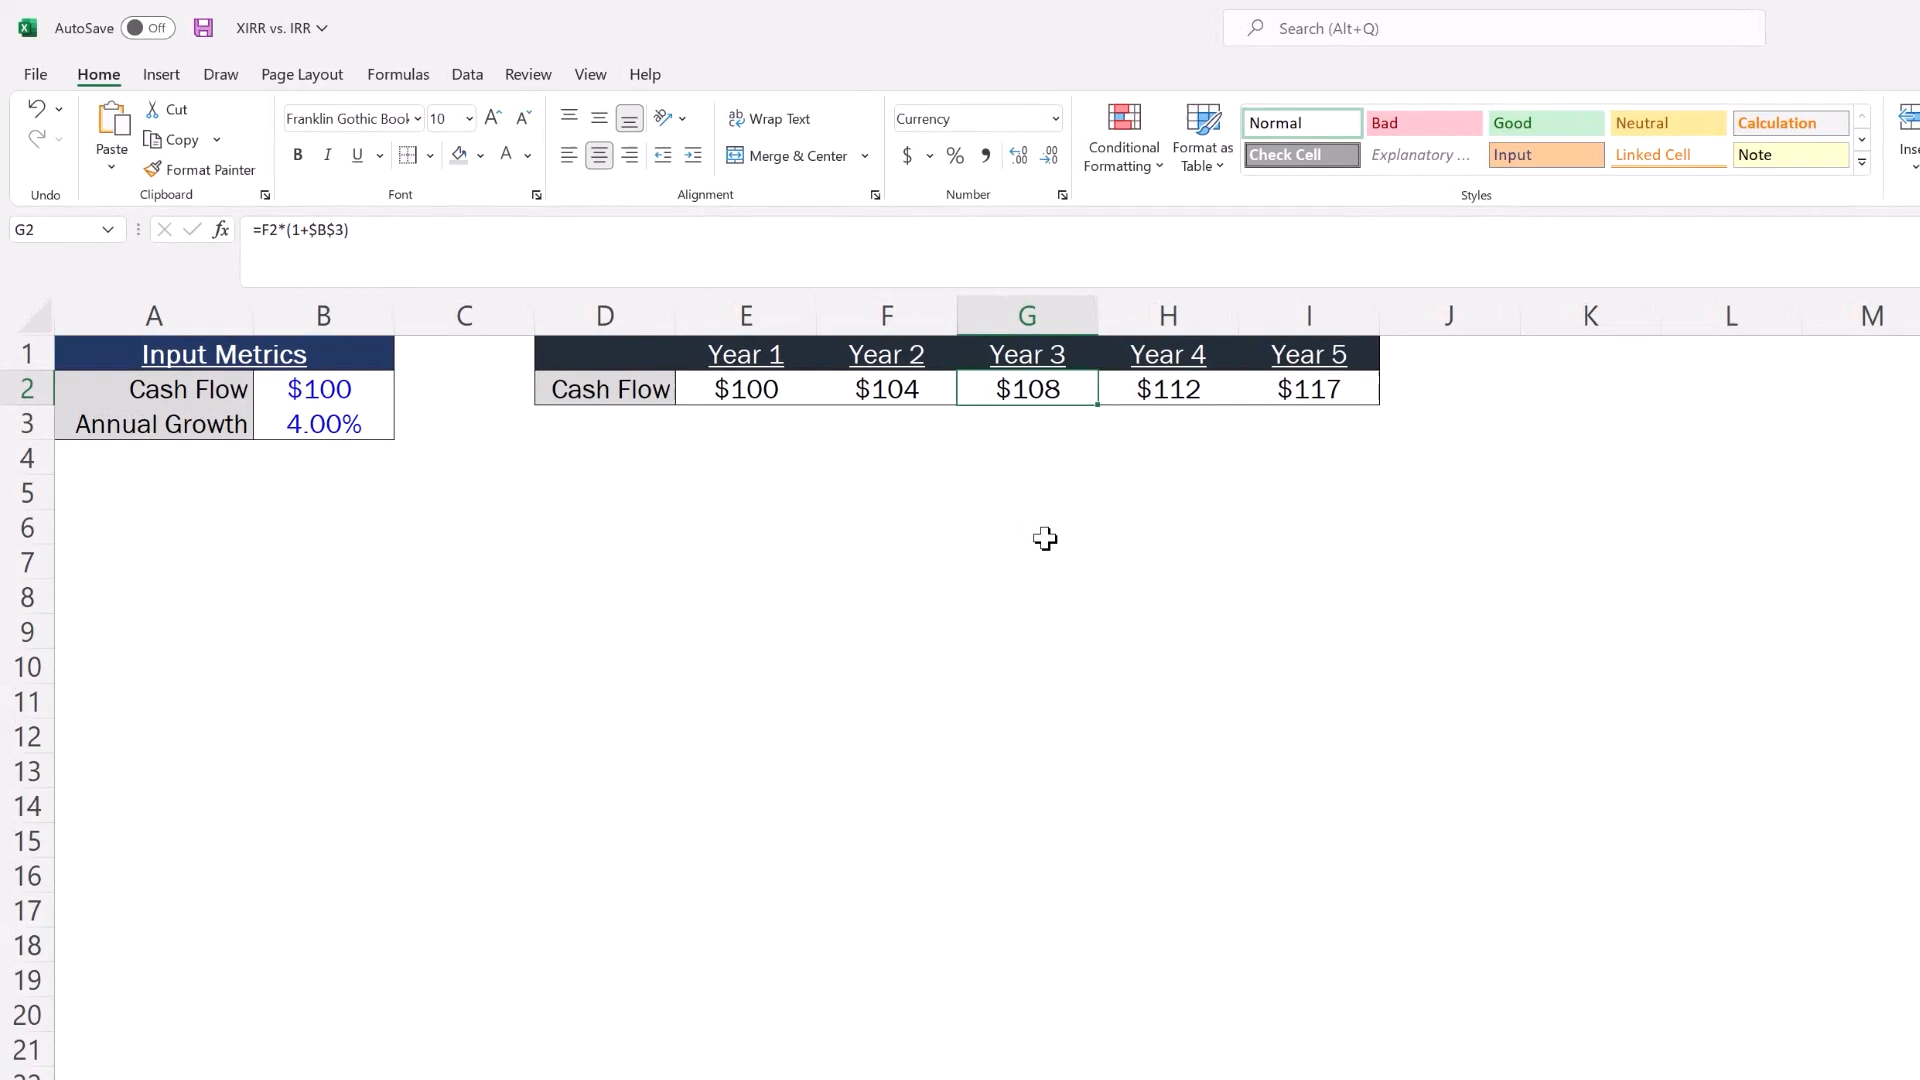 AutoSave Off XIRR vs. IRR Search (Alt+Q)
File Home Insert Draw Page Layout Formulas Data Review View Help
Cut
Copy
Format Painter
Paste
Undo Clipboard
Franklin Gothic Book 10 A^ A˅
B I U A
Font
ab Wrap Text
Merge & Center
Alignment
Currency
$ % ,
Number
Conditional Formatting
Format as Table
Normal Bad Good Neutral Calculation
Check Cell Explanatory ... Input Linked Cell Note
Styles
Inse
G2 fx =F2*(1+$B$3)
A B C D E F G H I J K L M
1 Input Metrics Year 1 Year 2 Year 3 Year 4 Year 5
2 Cash Flow $100 Cash Flow $100 $104 $108 $112 $117
3 Annual Growth 4.00%
4
5
6
7
8
9
10
11
12
13
14
15
16
17
18
19
20
21